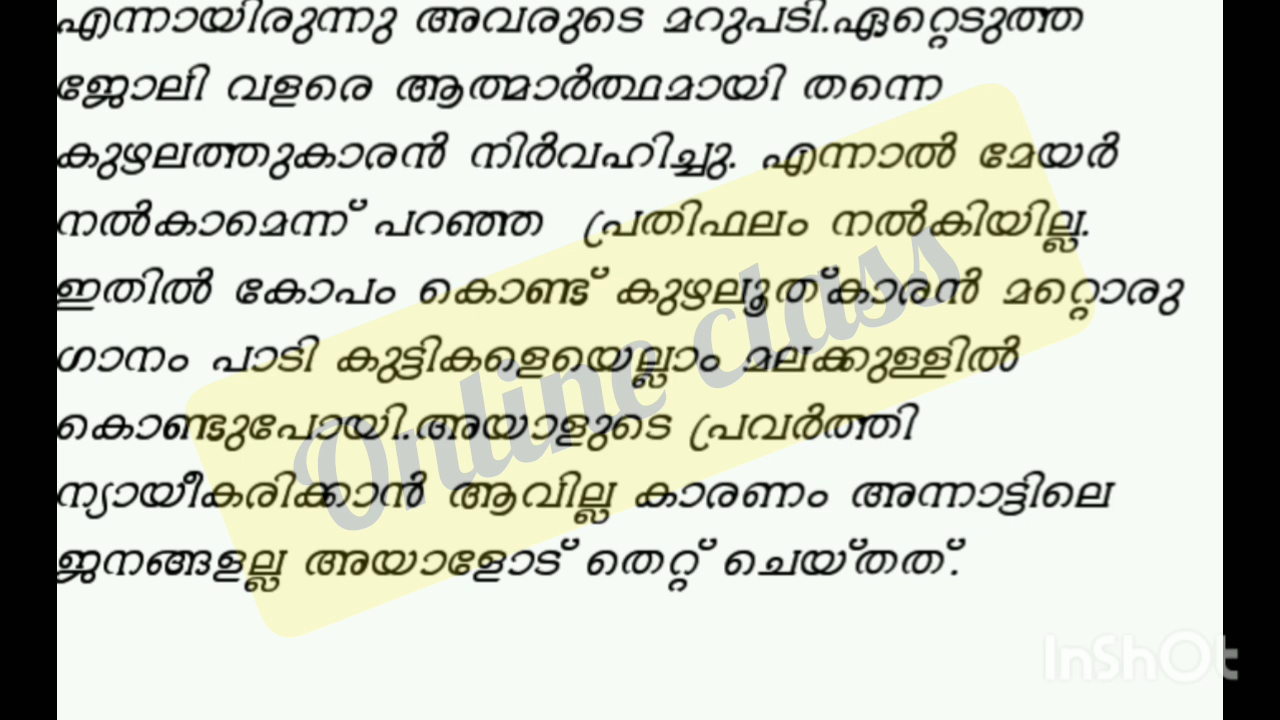 എന്നായിരുന്നു അവരുടെ മറുപടി.ഏറ്റെടുത്ത
ജോലി വളരെ ആത്മാർത്ഥമായി തന്നെ
കുഴലത്തുകാരൻ നിർവഹിച്ചു. എന്നാൽ മേയർ
നൽകാമെന്ന് പറഞ്ഞ പ്രതിഫലം നൽകിയില്ല.
ഇതിൽ കോപം കൊണ്ട് കുഴലൂത്കാരൻ മറ്റൊരു
ഗാനം പാടി കുട്ടികളെയെല്ലാം മലക്കുള്ളിൽ
കൊണ്ടുപോയി.അയാളുടെ പ്രവർത്തി
ന്യായീകരിക്കാൻ ആവില്ല കാരണം അന്നാട്ടിലെ
ജനങ്ങളല്ല അയാളോട് തെറ്റ് ചെയ്തത്.
Online class
InShOt